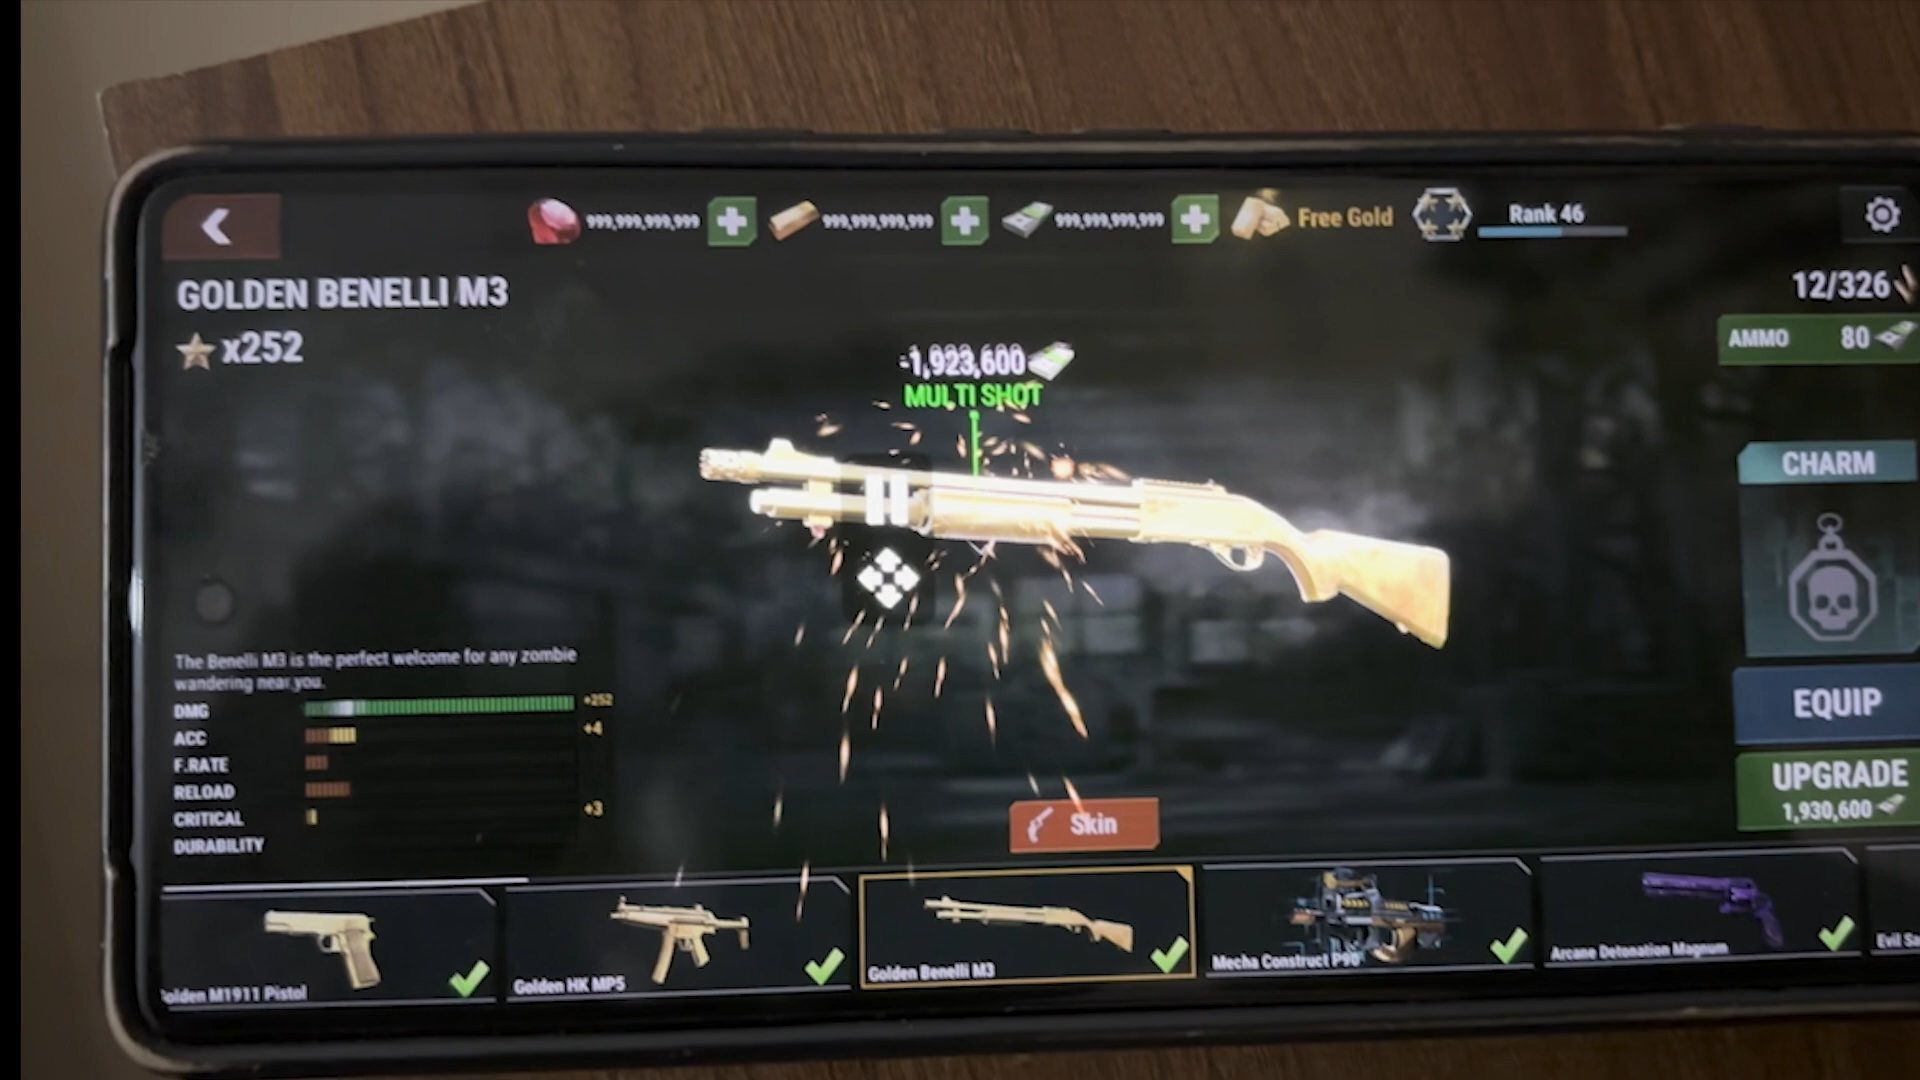 999,999,999,999
999,999,999,999
999,999,999,999
Free Gold
Rank 46
GOLDEN BENELLI M3
x252
12/326
AMMO 80
-1,923,600
MULTI SHOT
CHARM
The Benelli M3 is the perfect welcome for any zombie
wandering near you.
DMG +252
ACC +4
F.RATE
RELOAD
CRITICAL +3
DURABILITY
EQUIP
UPGRADE
1,930,600
Skin
olden M1911 Pistol
Golden HK MP5
Golden Benelli M3
Mecha Construct P90
Arcane Detonation Magnum
Evil Sa